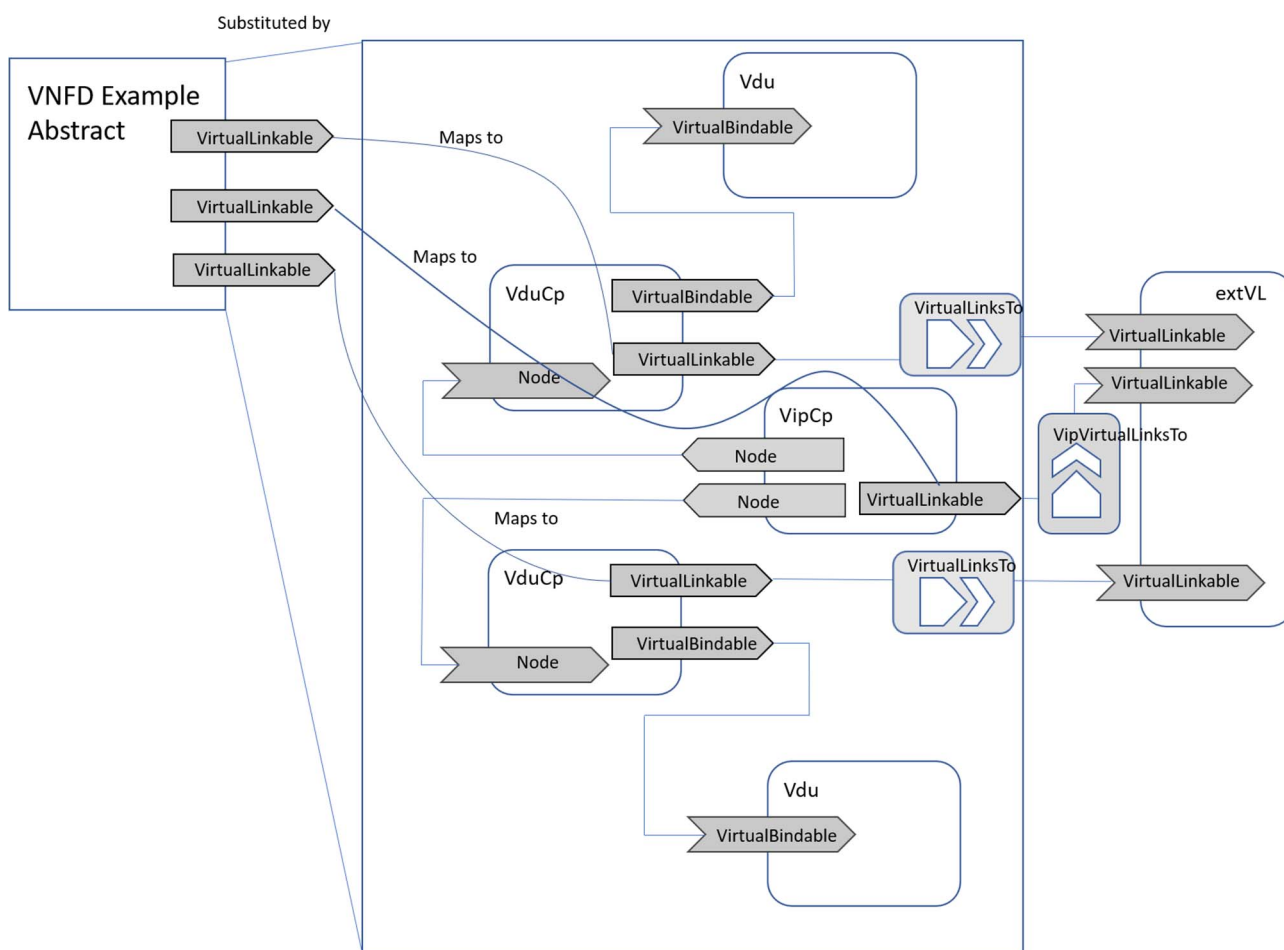 Substituted by
VNFD Example
Abstract
VirtualLinkable
VirtualLinkable
VirtualLinkable
Maps to
Maps to
Maps to
Vdu
VirtualBindable
VduCp
VirtualBindable
VirtualLinkable
Node
VirtualLinksTo
extVL
VirtualLinkable
VirtualLinkable
VipCp
Node
Node
VirtualLinkable
VipVirtualLinksTo
VduCp
VirtualLinkable
VirtualBindable
Node
VirtualLinksTo
VirtualLinkable
Vdu
VirtualBindable